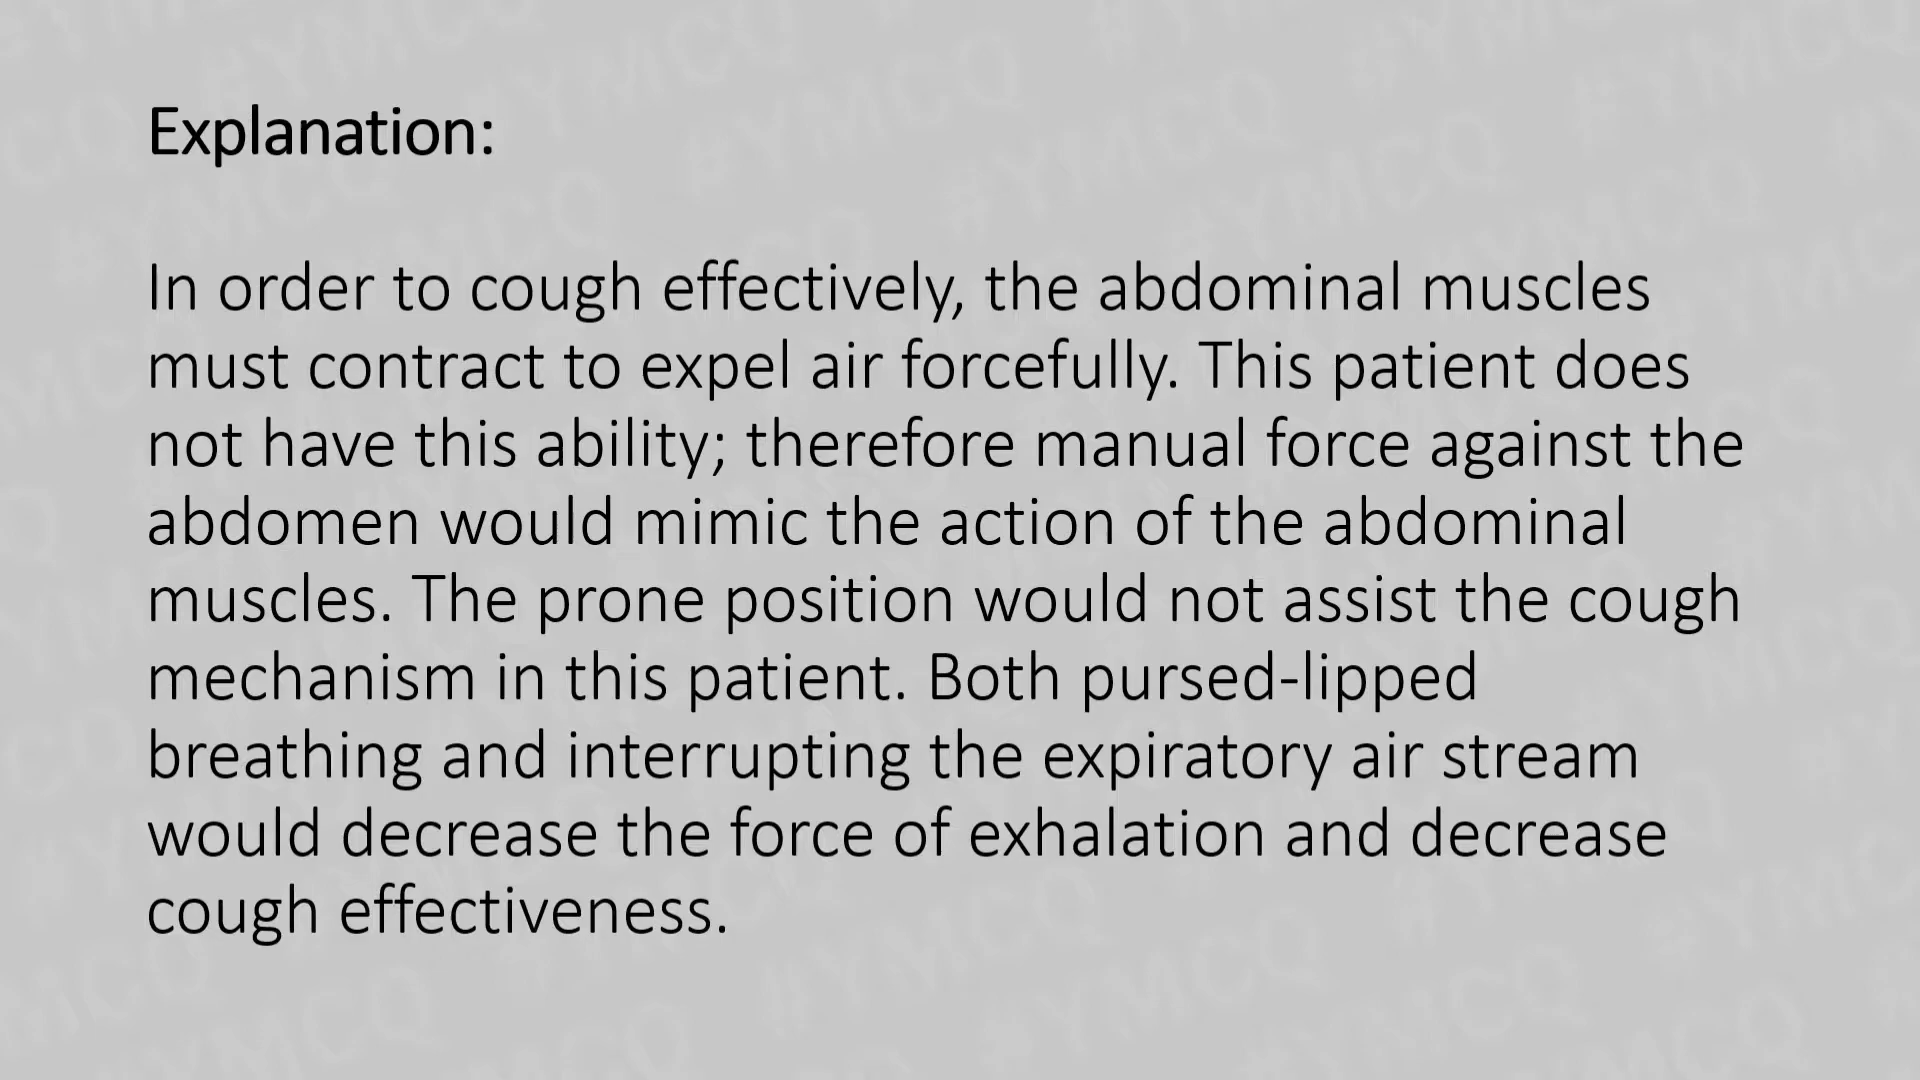 Explanation:
In order to cough effectively, the abdominal muscles
must contract to expel air forcefully. This patient does
not have this ability; therefore manual force against the
abdomen would mimic the action of the abdominal
muscles. The prone position would not assist the cough
mechanism in this patient. Both pursed-lipped
breathing and interrupting the expiratory air stream
would decrease the force of exhalation and decrease
cough effectiveness.
#YMCQ